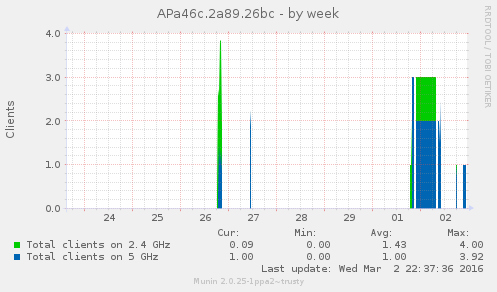 APa46c.2a89.26bc - by week
RRDTOOL / TOBI OETIKER
Clients
4.0
3.0
2.0
1.0
0.0
24 25 26 27 28 29 01 02
Cur: Min: Avg: Max:
Total clients on 2.4 GHz 0.09 0.00 1.43 4.00
Total clients on 5 GHz 1.00 0.00 1.00 3.92
Last update: Wed Mar 2 22:37:36 2016
Munin 2.0.25-1ppa2~trusty